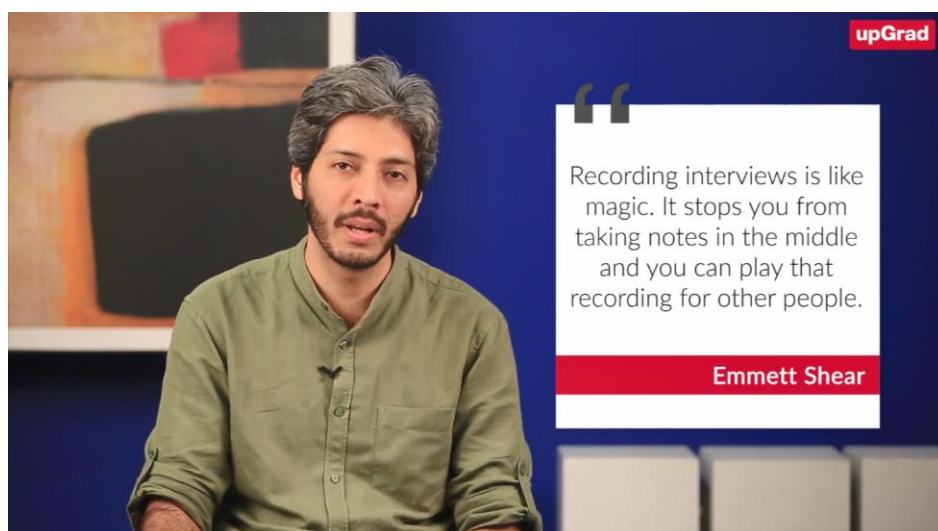 upGrad
“
Recording interviews is like
magic. It stops you from
taking notes in the middle
and you can play that
recording for other people.
Emmett Shear